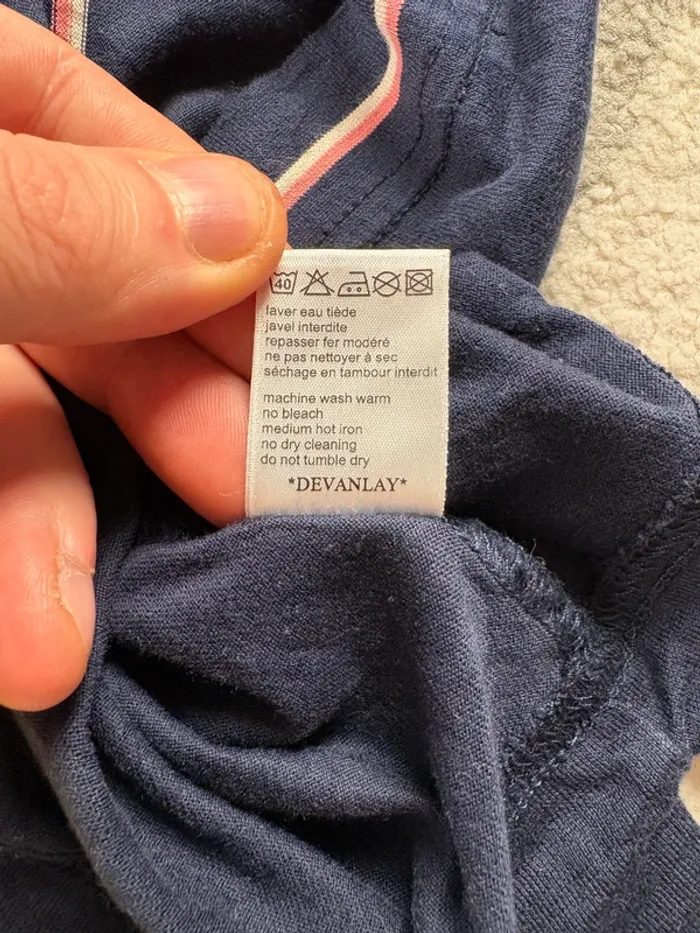 40
laver eau tiède
javel interdite
repasser fer modéré
ne pas nettoyer à sec
séchage en tambour interdit
machine wash warm
no bleach
medium hot iron
no dry cleaning
do not tumble dry
*DEVANLAY*